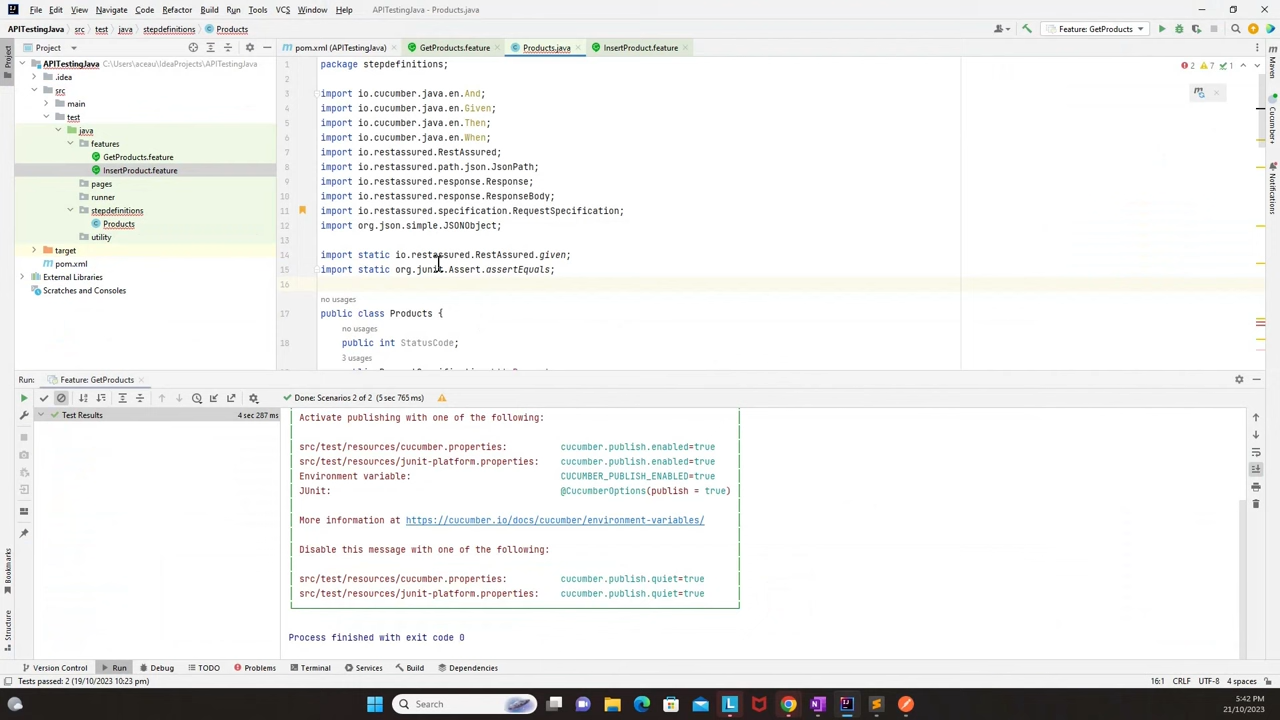 File Edit View Navigate Code Refactor Build Run Tools VCS Window Help APITestingJava - Products.java
APITestingJava src test java stepdefinitions Products Feature: GetProducts
Project pom.xml (APITestingJava) GetProducts.feature Products.java InsertProduct.feature
APITestingJava C:\Users\aceau\IdeaProjects\APITestingJava
.idea
src
main
test
java
features
GetProducts.feature
InsertProduct.feature
pages
runner
stepdefinitions
Products
utility
target
pom.xml
External Libraries
Scratches and Consoles
1 package stepdefinitions;
2
3 import io.cucumber.java.en.And;
4 import io.cucumber.java.en.Given;
5 import io.cucumber.java.en.Then;
6 import io.cucumber.java.en.When;
7 import io.restassured.RestAssured;
8 import io.restassured.path.json.JsonPath;
9 import io.restassured.response.Response;
10 import io.restassured.response.ResponseBody;
11 import io.restassured.specification.RequestSpecification;
12 import org.json.simple.JSONObject;
13
14 import static io.restassured.RestAssured.given;
15 import static org.junit.Assert.assertEquals;
16
no usages
17 public class Products {
no usages
18 public int StatusCode;
3 usages
2 7 1
Project
Bookmarks
Structure
Maven
Cucumber+
Notifications
Run: Feature: GetProducts
Done: Scenarios 2 of 2 (5 sec 765 ms)
Test Results 4 sec 287 ms
Activate publishing with one of the following:
src/test/resources/cucumber.properties: cucumber.publish.enabled=true
src/test/resources/junit-platform.properties: cucumber.publish.enabled=true
Environment variable: CUCUMBER_PUBLISH_ENABLED=true
JUnit: @CucumberOptions(publish = true)
More information at https://cucumber.io/docs/cucumber/environment-variables/
Disable this message with one of the following:
src/test/resources/cucumber.properties: cucumber.publish.quiet=true
src/test/resources/junit-platform.properties: cucumber.publish.quiet=true
Process finished with exit code 0
Version Control Run Debug TODO Problems Terminal Services Build Dependencies
Tests passed: 2 (19/10/2023 10:23 pm) 16:1 CRLF UTF-8 4 spaces
Search
5:42 PM
21/10/2023